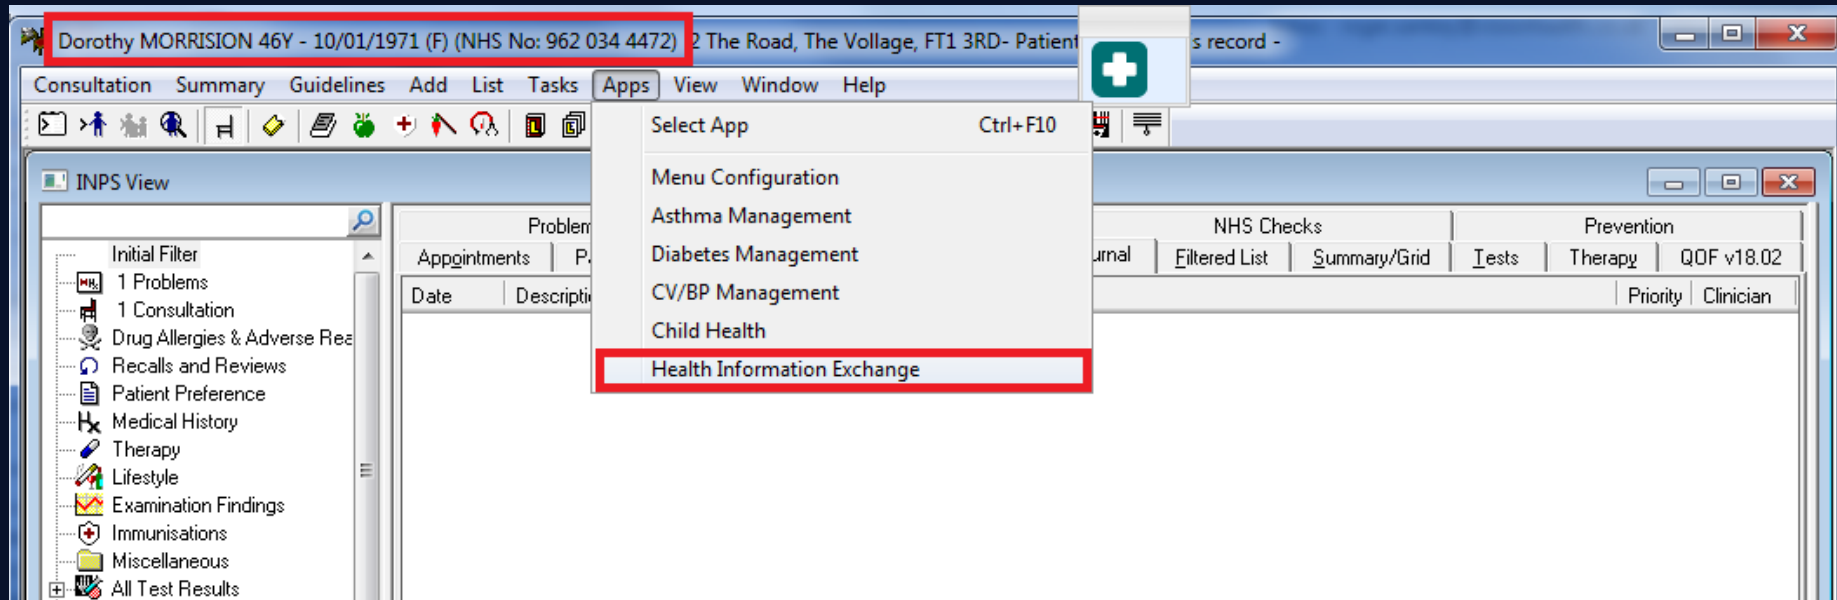 Dorothy MORRISION 46Y - 10/01/1971 (F) (NHS No: 962 034 4472) 2 The Road, The Vollage, FT1 3RD- Patient s record -
Consultation Summary Guidelines Add List Tasks Apps View Window Help
Select App Ctrl+F10
Menu Configuration
Asthma Management
Diabetes Management
CV/BP Management
Child Health
Health Information Exchange
INPS View
Problem NHS Checks Prevention
Appointments P urnal Filtered List Summary/Grid Tests Therapy QOF v18.02
Date Descripti Priority Clinician
Initial Filter
1 Problems
1 Consultation
Drug Allergies & Adverse Rea
Recalls and Reviews
Patient Preference
Medical History
Therapy
Lifestyle
Examination Findings
Immunisations
Miscellaneous
All Test Results